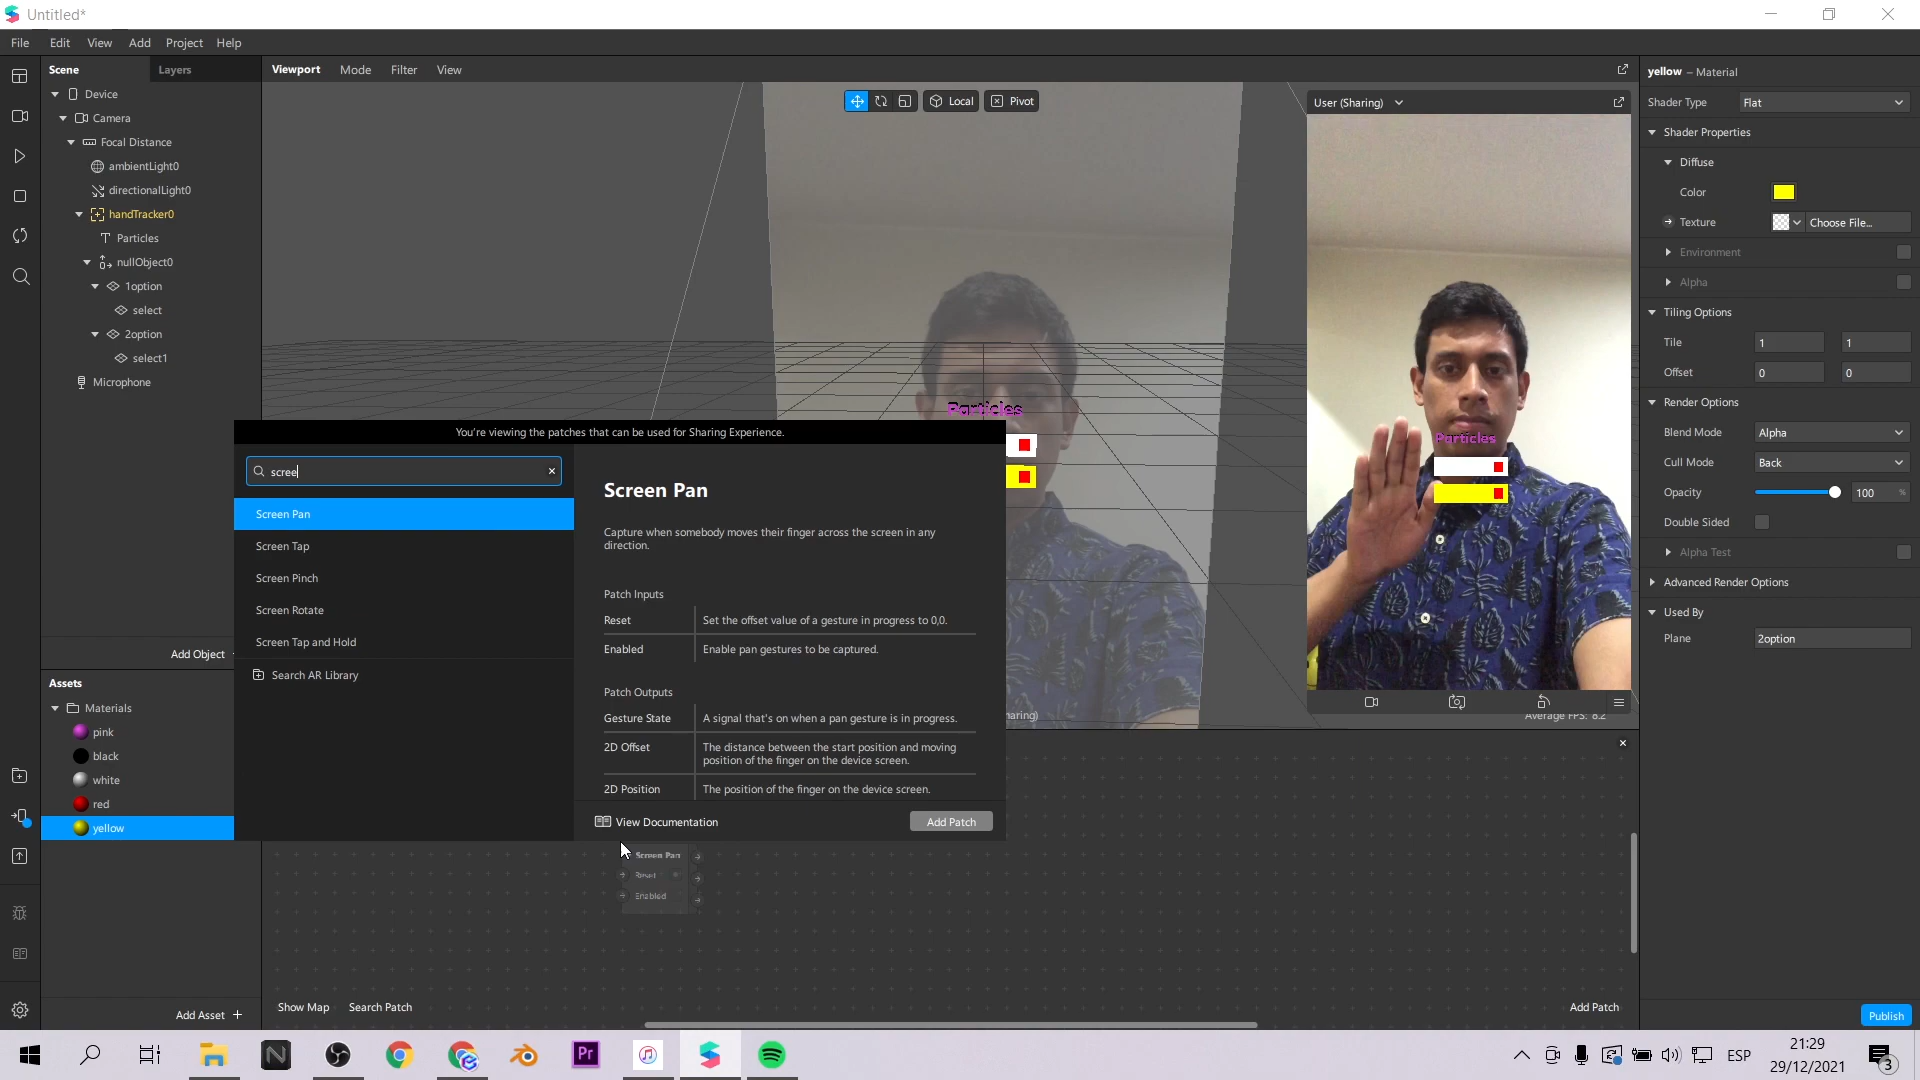 Untitled*
File Edit View Add Project Help
Scene Layers
Device
Camera
Focal Distance
ambientLight0
directionalLight0
handTracker0
Particles
nullObject0
1option
select
2option
select1
Microphone
Add Object
Assets
Materials
pink
black
white
red
yellow
Add Asset +
Viewport Mode Filter View
Local Pivot
Particles
You're viewing the patches that can be used for Sharing Experience.
scree
Screen Pan
Screen Tap
Screen Pinch
Screen Rotate
Screen Tap and Hold
Search AR Library
Screen Pan
Capture when somebody moves their finger across the screen in any
direction.
Patch Inputs
Reset Set the offset value of a gesture in progress to 0,0.
Enabled Enable pan gestures to be captured.
Patch Outputs
Gesture State A signal that's on when a pan gesture is in progress.
2D Offset The distance between the start position and moving
position of the finger on the device screen.
2D Position The position of the finger on the device screen.
View Documentation Add Patch
Screen Pan
Reset
Enabled
Show Map Search Patch Add Patch
User (Sharing)
Particles
haring)
Average FPS: 8.2
yellow – Material
Shader Type Flat
Shader Properties
Diffuse
Color
Texture Choose File...
Environment
Alpha
Tiling Options
Tile 1 1
Offset 0 0
Render Options
Blend Mode Alpha
Cull Mode Back
Opacity 100 %
Double Sided
Alpha Test
Advanced Render Options
Used By
Plane 2option
Publish
N Pr
ESP
21:29
29/12/2021
3